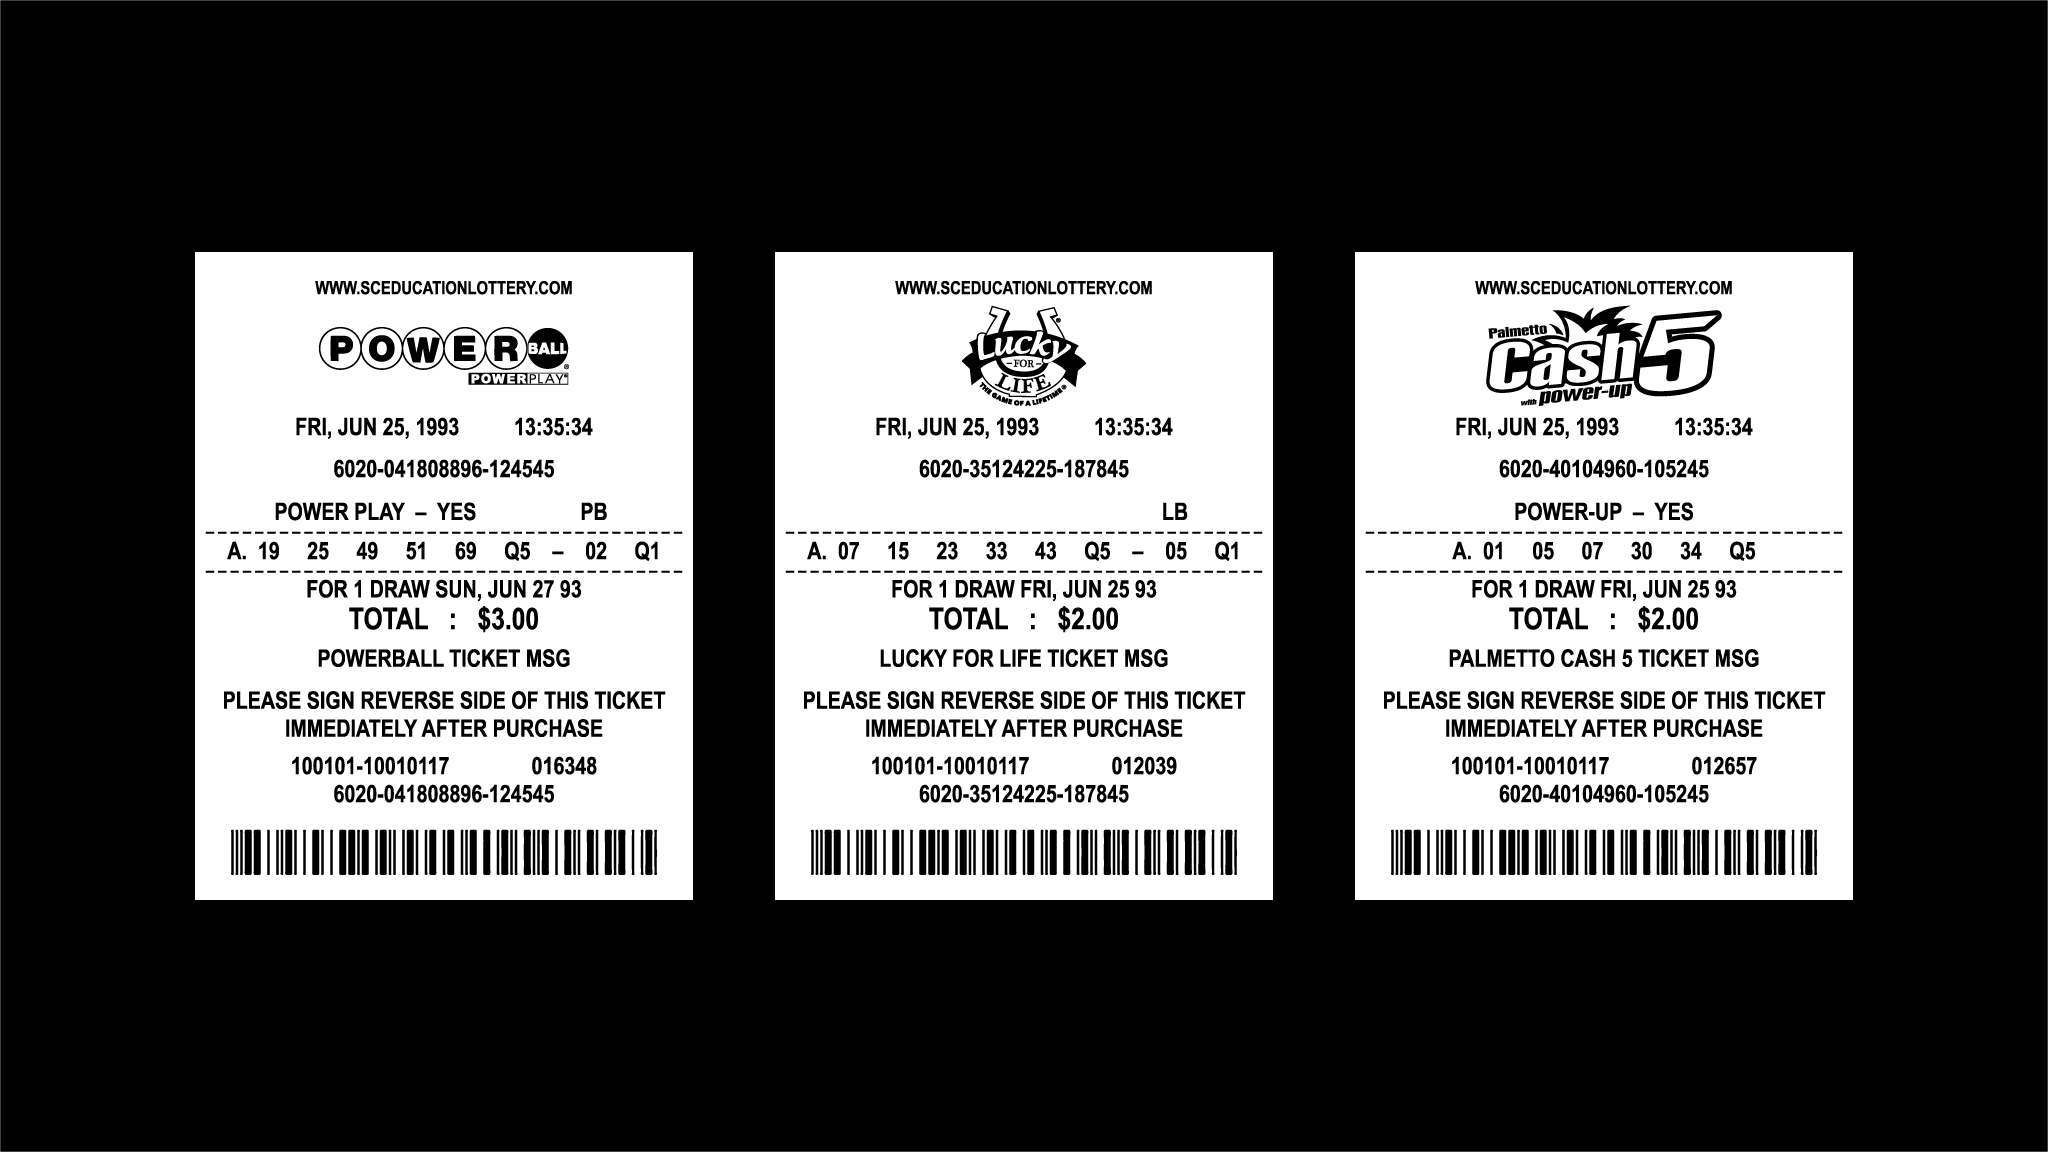 WWW.SCEDUCATIONLOTTERY.COM
POWERBALL®
POWERPLAY®
FRI, JUN 25, 1993 13:35:34
6020-041808896-124545
POWER PLAY – YES PB
A. 19 25 49 51 69 Q5 – 02 Q1
FOR 1 DRAW SUN, JUN 27 93
TOTAL : $3.00
POWERBALL TICKET MSG
PLEASE SIGN REVERSE SIDE OF THIS TICKET
IMMEDIATELY AFTER PURCHASE
100101-10010117 016348
6020-041808896-124545
WWW.SCEDUCATIONLOTTERY.COM
Lucky®
-FOR-
LIFE
THE GAME OF A LIFETIME®
FRI, JUN 25, 1993 13:35:34
6020-35124225-187845
LB
A. 07 15 23 33 43 Q5 – 05 Q1
FOR 1 DRAW FRI, JUN 25 93
TOTAL : $2.00
LUCKY FOR LIFE TICKET MSG
PLEASE SIGN REVERSE SIDE OF THIS TICKET
IMMEDIATELY AFTER PURCHASE
100101-10010117 012039
6020-35124225-187845
WWW.SCEDUCATIONLOTTERY.COM
Palmetto
Cash 5
with power-up
FRI, JUN 25, 1993 13:35:34
6020-40104960-105245
POWER-UP – YES
A. 01 05 07 30 34 Q5
FOR 1 DRAW FRI, JUN 25 93
TOTAL : $2.00
PALMETTO CASH 5 TICKET MSG
PLEASE SIGN REVERSE SIDE OF THIS TICKET
IMMEDIATELY AFTER PURCHASE
100101-10010117 012657
6020-40104960-105245